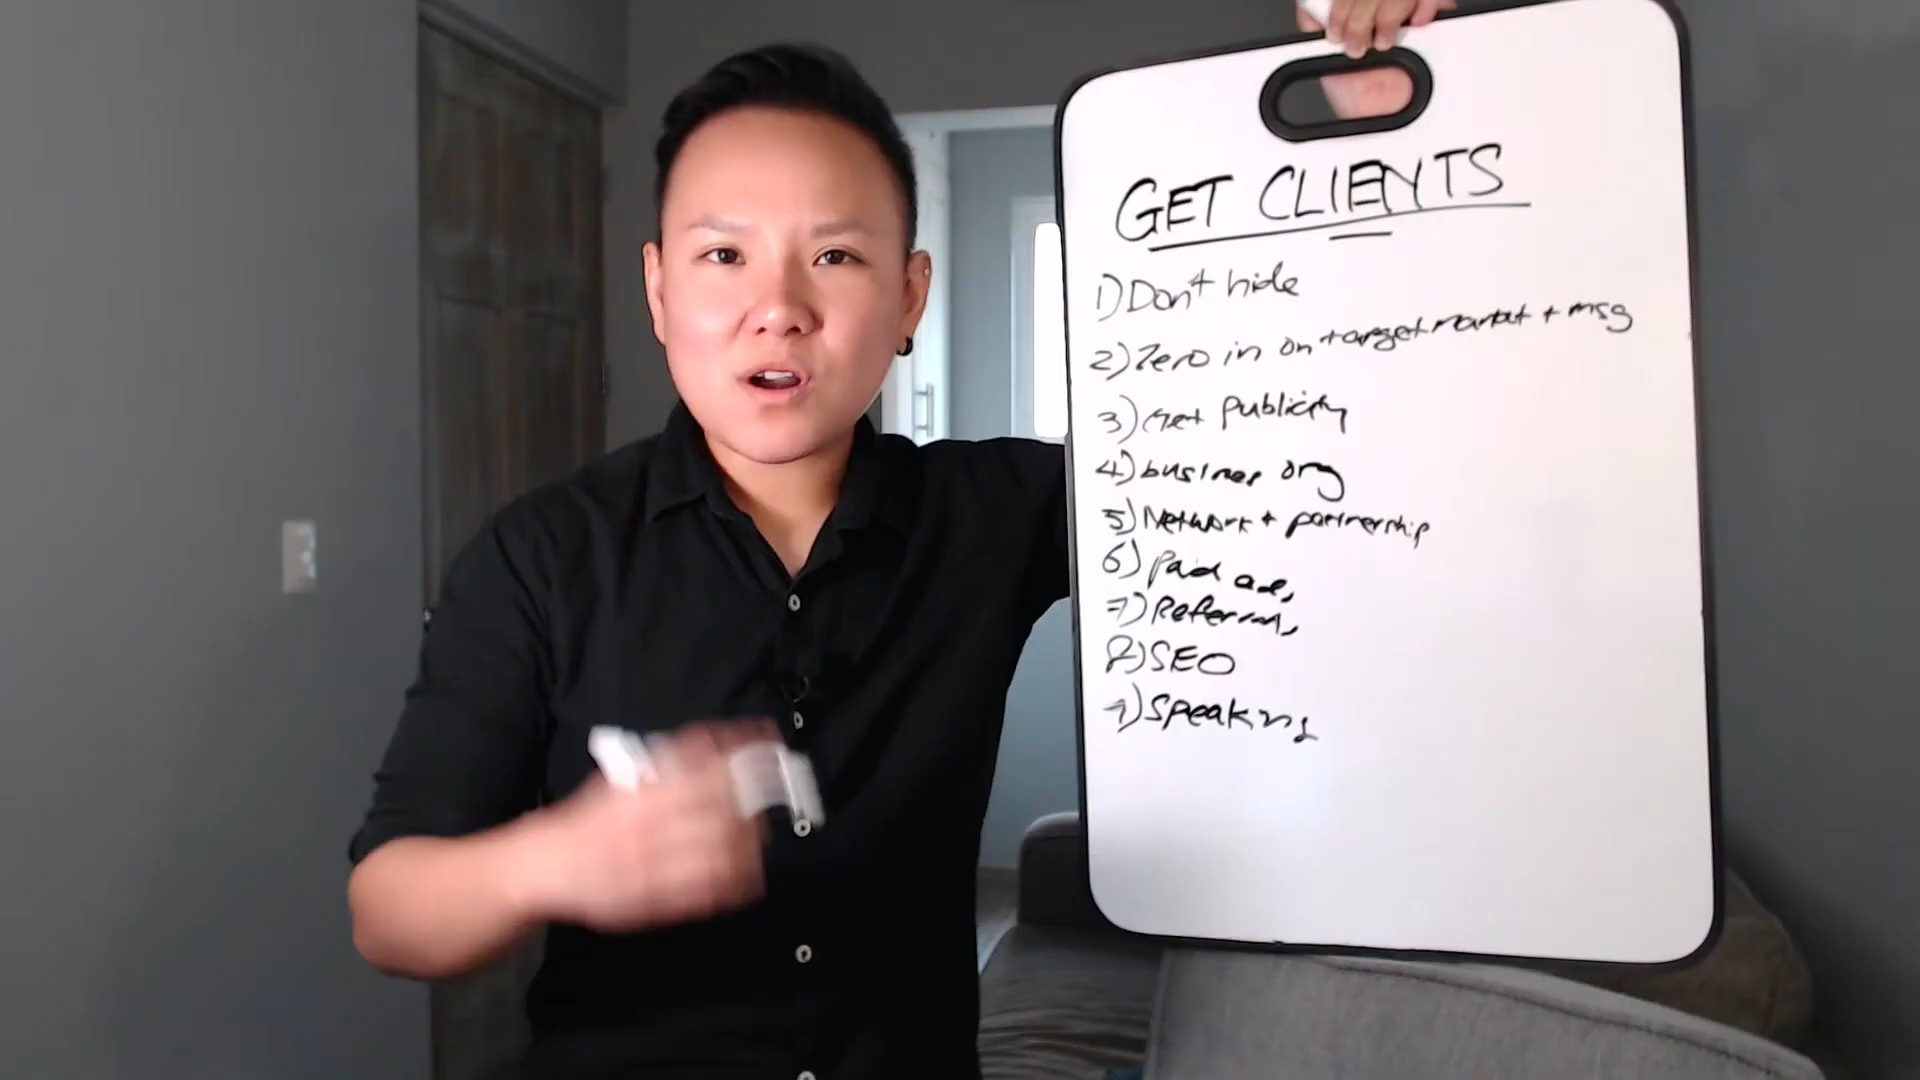 GET CLIENTS
1) Don't hide
2) Zero in on target market + msg
3) Get Publicity
4) business org
5) Network + partnership
6) paid ads
7) Referrals
8) SEO
9) Speaking